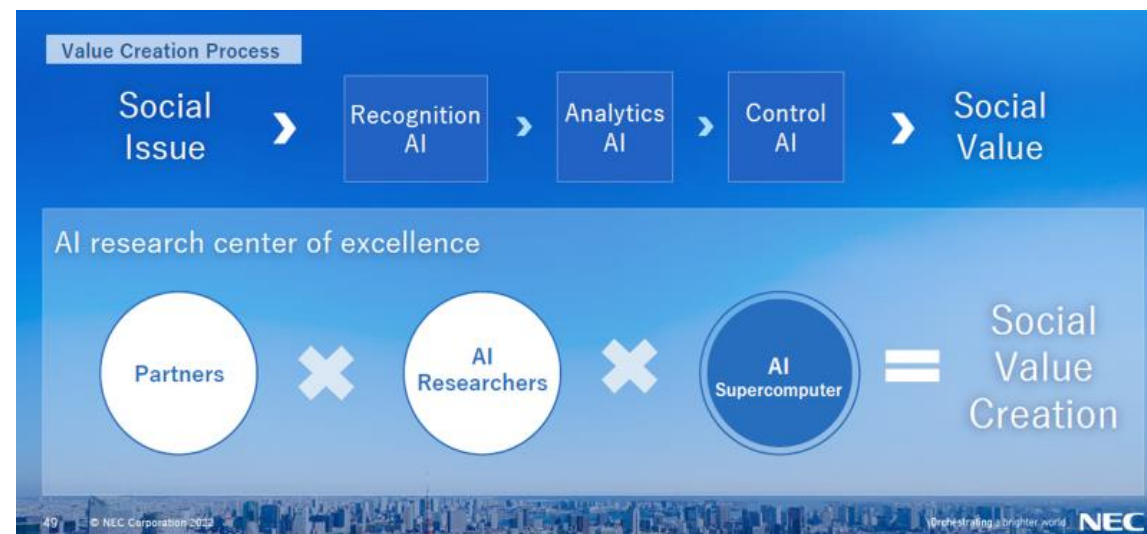 Value Creation Process
Social
Issue
Recognition
AI
Analytics
AI
Control
AI
Social
Value
AI research center of excellence
Partners
AI
Researchers
AI
Supercomputer
Social
Value
Creation
49 © NEC Corporation 2022
\Orchestrating a brighter world NEC